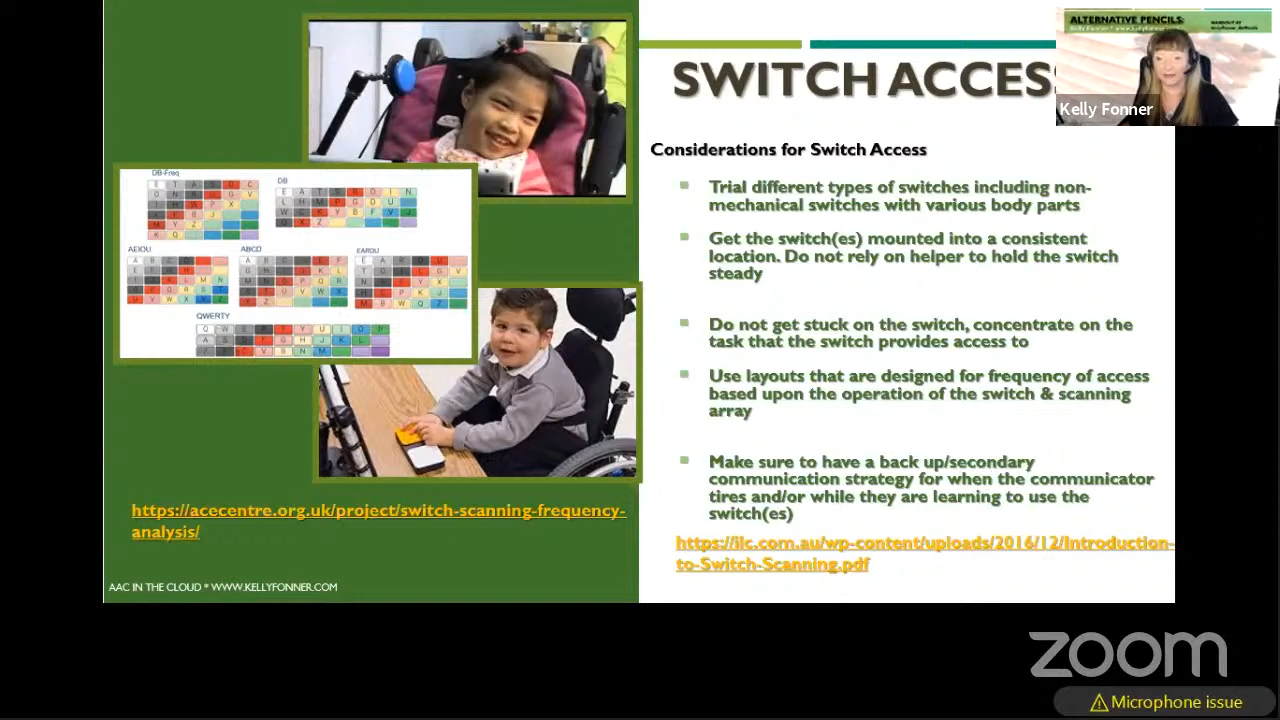 SWITCH ACCES
ALTERNATIVE PENCILS:
Kelly Fonner
Considerations for Switch Access
Trial different types of switches including non-
mechanical switches with various body parts
Get the switch(es) mounted into a consistent
location. Do not rely on helper to hold the switch
steady
Do not get stuck on the switch, concentrate on the
task that the switch provides access to
Use layouts that are designed for frequency of access
based upon the operation of the switch & scanning
array
Make sure to have a back up/secondary
communication strategy for when the communicator
tires and/or while they are learning to use the
switch(es)
https://ilc.com.au/wp-content/uploads/2016/12/Introduction-
to-Switch-Scanning.pdf
DB-Freq
DB
AEIOU
ABCD
EARDU
QWERTY
https://acecentre.org.uk/project/switch-scanning-frequency-
analysis/
AAC IN THE CLOUD * WWW.KELLYFONNER.COM
zoom
Microphone issue